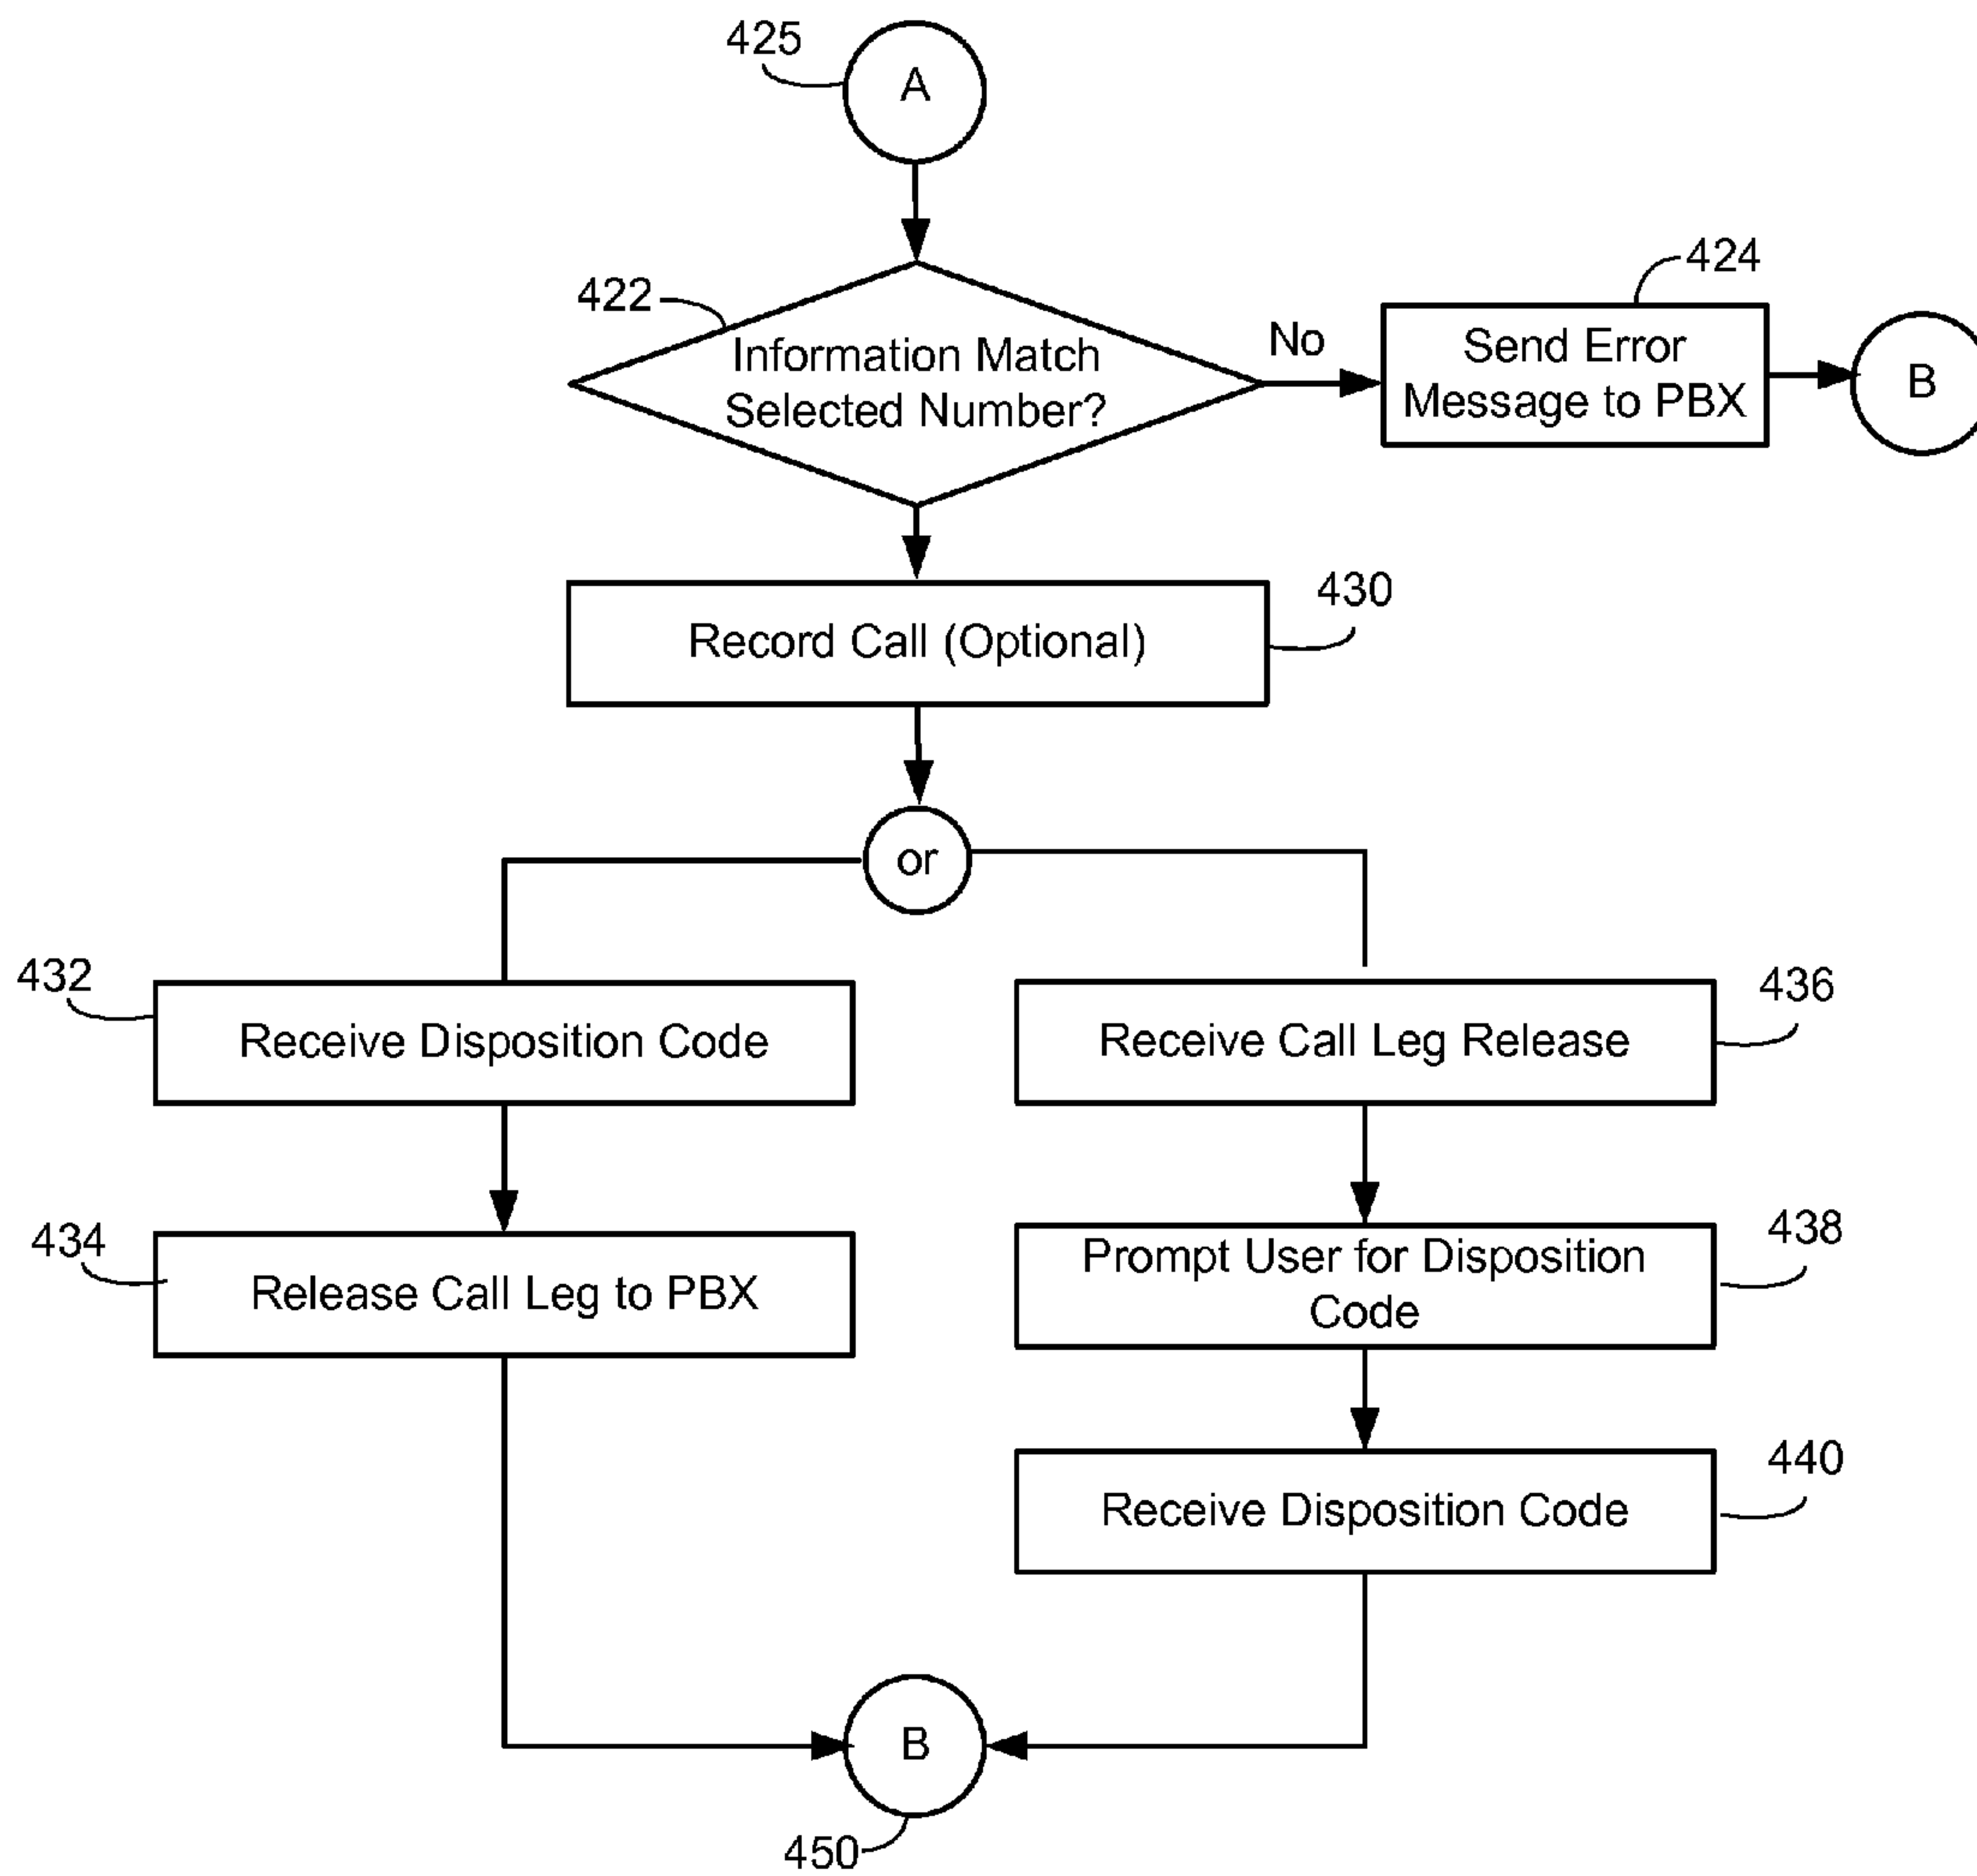 425
A
422
Information Match
Selected Number?
No
424
Send Error
Message to PBX
B
430
Record Call (Optional)
or
432
Receive Disposition Code
436
Receive Call Leg Release
434
Release Call Leg to PBX
438
Prompt User for Disposition
Code
440
Receive Disposition Code
B
450